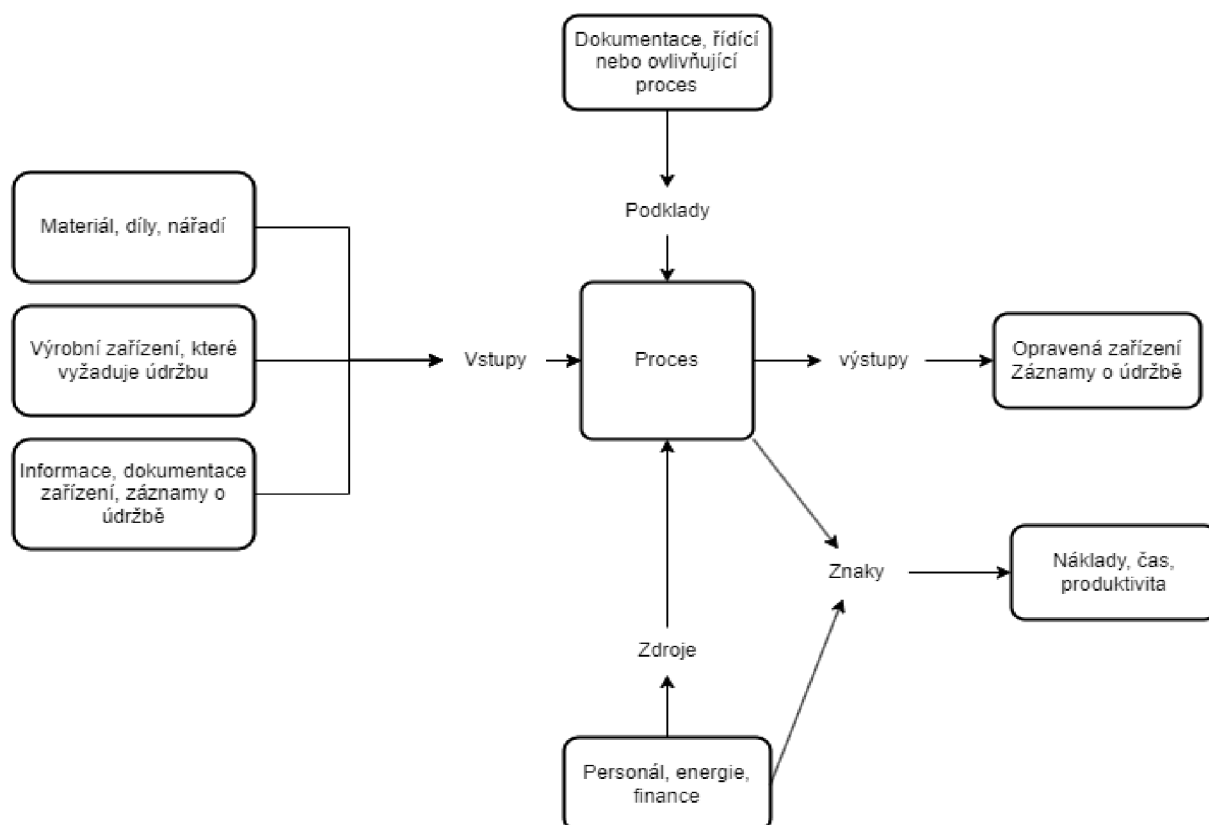 Dokumentace, řídící
nebo ovlivňující
proces
Podklady
Materiál, díly, nářadí
Výrobní zařízení, které
vyžaduje údržbu
Informace, dokumentace
zařízení, záznamy o
údržbě
Vstupy
Proces
výstupy
Opravená zařízení
Záznamy o údržbě
Znaky
Náklady, čas,
produktivita
Zdroje
Personál, energie,
finance